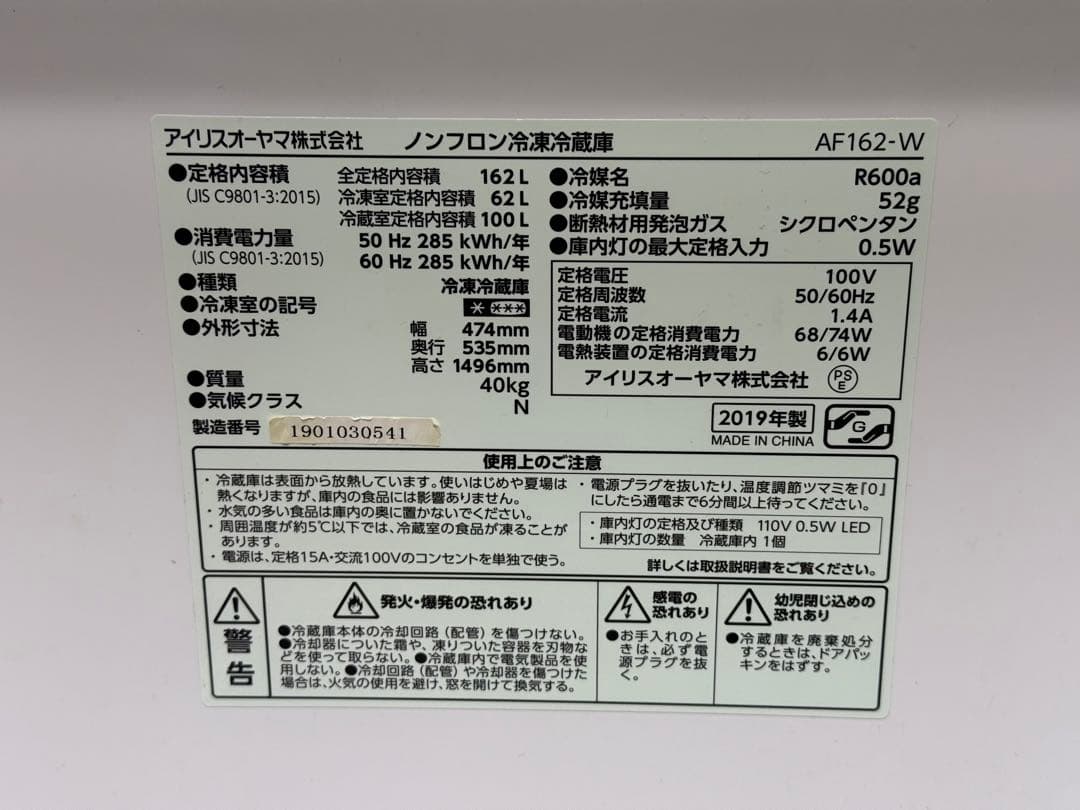 アイリスオーヤマ株式会社 ノンフロン冷凍冷蔵庫 AF162-W
●定格内容積 全定格内容積 162 L
(JIS C9801-3:2015) 冷凍室定格内容積 62 L
冷蔵室定格内容積 100 L
●消費電力量 50 Hz 285 kWh/年
(JIS C9801-3:2015) 60 Hz 285 kWh/年
●種類 冷凍冷蔵庫
●冷凍室の記号 * ***
●外形寸法 幅 474mm
奥行 535mm
高さ 1496mm
●質量 40kg
●気候クラス N
製造番号 1901030541
●冷媒名 R600a
●冷媒充填量 52g
●断熱材用発泡ガス シクロペンタン
●庫内灯の最大定格入力 0.5W
定格電圧 100V
定格周波数 50/60Hz
定格電流 1.4A
電動機の定格消費電力 68/74W
電熱装置の定格消費電力 6/6W
アイリスオーヤマ株式会社 PSE
2019年製
MADE IN CHINA
G
使用上のご注意
・冷蔵庫は表面から放熱しています。使いはじめや夏場は
熱くなりますが、庫内の食品には影響ありません。
・水気の多い食品は庫内の奥に置かないでください。
・周囲温度が約5℃以下では、冷蔵室の食品が凍ることが
あります。
・電源は、定格15A・交流100Vのコンセントを単独で使う。
・電源プラグを抜いたり、温度調節ツマミを『0』
にしたら通電まで6分間以上待ってください。
・庫内灯の定格及び種類 110V 0.5W LED
・庫内灯の数量 冷蔵庫内 1個
詳しくは取扱説明書をご覧ください。
警告
発火・爆発の恐れあり
●冷蔵庫本体の冷却回路（配管）を傷つけない。
●冷却器についた霜や、凍りついた容器を刃物な
どを使って取らない。●冷蔵庫内で電気製品を使
用しない。●冷却回路（配管）や冷却器を傷つけた
場合は、火気の使用を避け、窓を開けて換気する。
感電の
恐れあり
●お手入れのと
きは、必ず電
源プラグを抜
く。
幼児閉じ込めの
恐れあり
●冷蔵庫を廃棄処分
するときは、ドアパッ
キンをはずす。